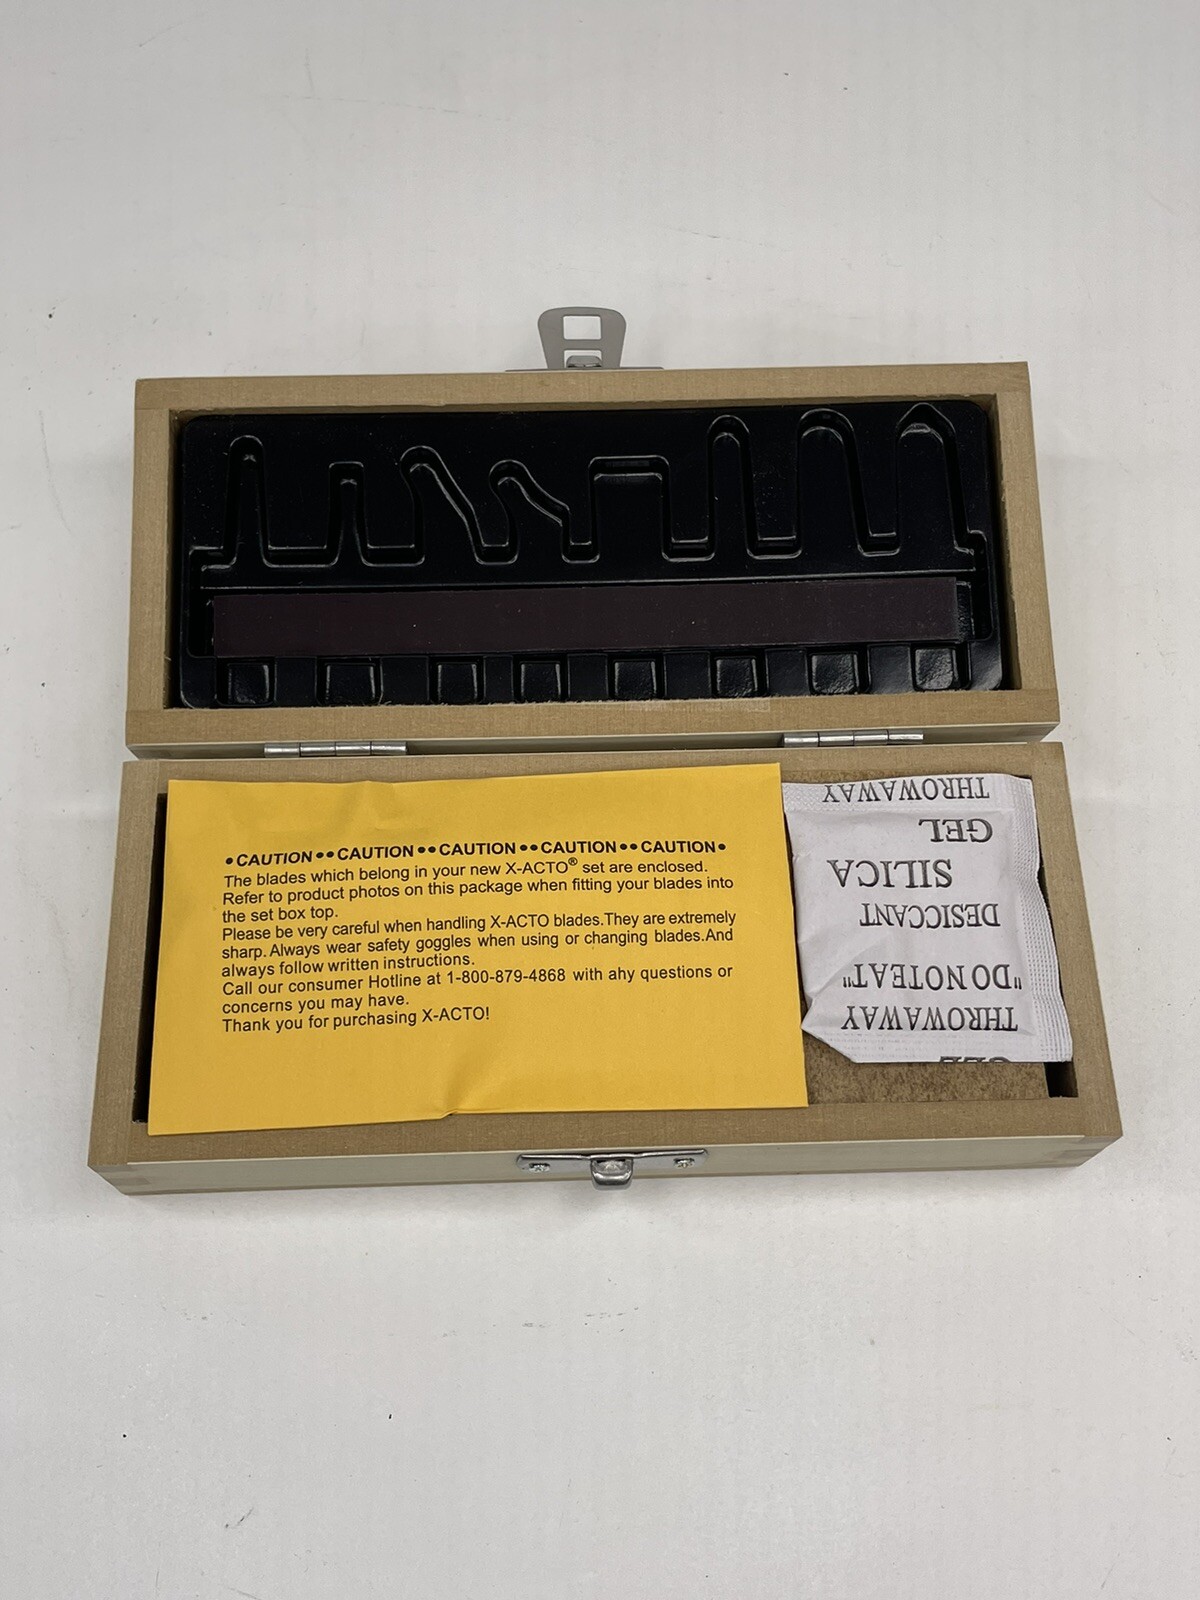 •CAUTION••CAUTION••CAUTION••CAUTION••CAUTION•
The blades which belong in your new X-ACTO® set are enclosed.
Refer to product photos on this package when fitting your blades into
the set box top.
Please be very careful when handling X-ACTO blades.They are extremely
sharp. Always wear safety goggles when using or changing blades.And
always follow written instructions.
Call our consumer Hotline at 1-800-879-4868 with ahy questions or
concerns you may have.
Thank you for purchasing X-ACTO!
GEL
THROWAWAY
"DO NOTEAT"
DESICCANT
SILICA
GEL
THROWAWAY